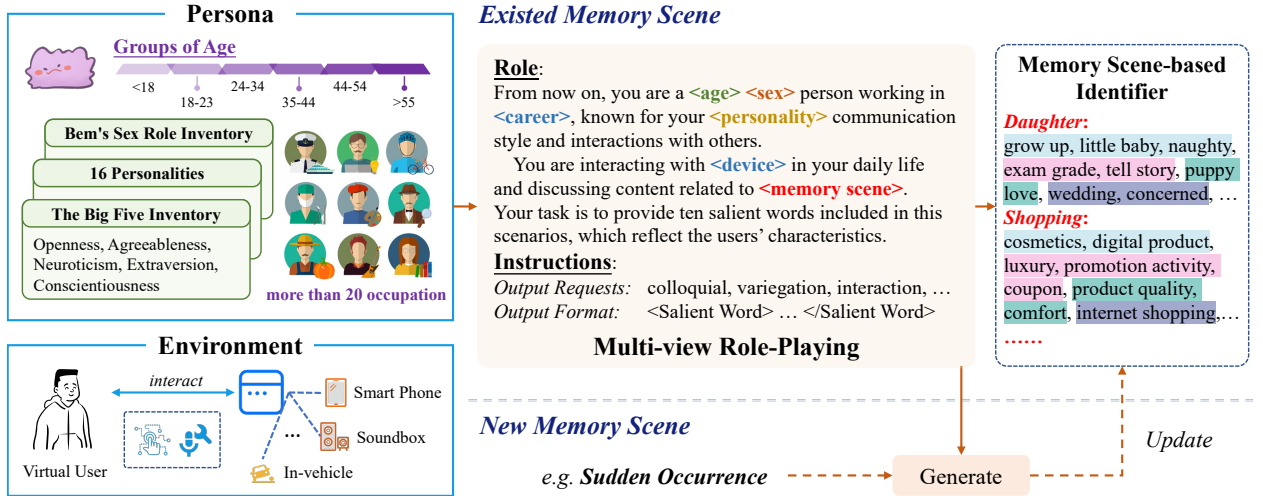 Persona
Groups of Age
<18
18-23
24-34
35-44
44-54
>55
Bem's Sex Role Inventory
16 Personalities
The Big Five Inventory
Openness, Agreeableness,
Neuroticism, Extraversion,
Conscientiousness
more than 20 occupation
Environment
interact
Virtual User
Smart Phone
...
Soundbox
In-vehicle
Existed Memory Scene
Role:
From now on, you are a <age> <sex> person working in
<career>, known for your <personality> communication
style and interactions with others.
You are interacting with <device> in your daily life
and discussing content related to <memory scene>.
Your task is to provide ten salient words included in this
scenarios, which reflect the users' characteristics.
Instructions:
Output Requests: colloquial, variegation, interaction, …
Output Format: <Salient Word> … </Salient Word>
Multi-view Role-Playing
Memory Scene-based
Identifier
Daughter:
grow up, little baby, naughty,
exam grade, tell story, puppy
love, wedding, concerned, …
Shopping:
cosmetics, digital product,
luxury, promotion activity,
coupon, product quality,
comfort, internet shopping,…
……
New Memory Scene
e.g. Sudden Occurrence
Generate
Update